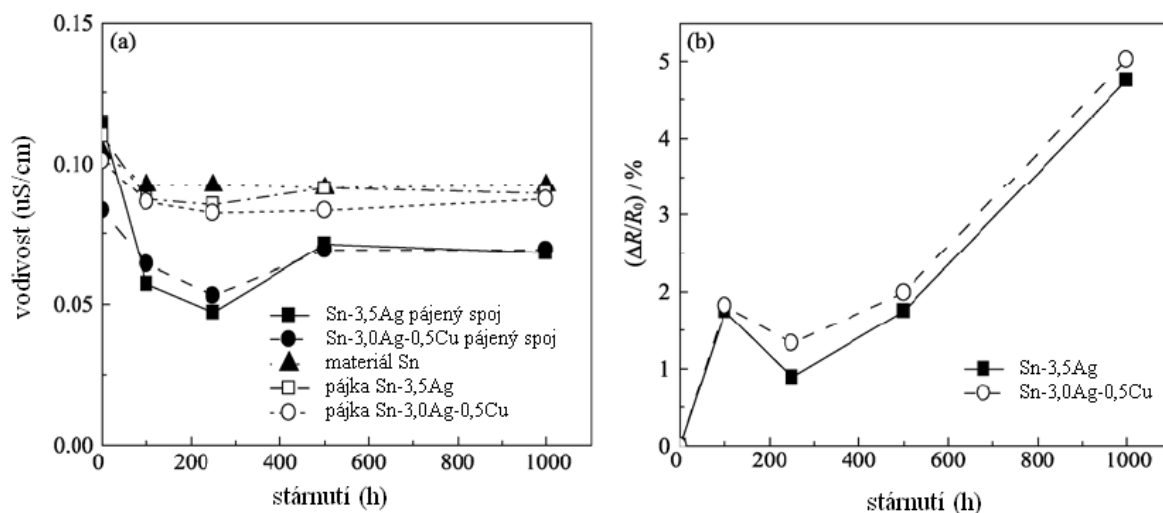 (a)
vodivost (uS/cm)
0.15
0.10
0.05
0.00
Sn-3,5Ag pájený spoj
Sn-3,0Ag-0,5Cu pájený spoj
materiál Sn
pájka Sn-3,5Ag
pájka Sn-3,0Ag-0,5Cu
0 200 400 600 800 1000
stárnutí (h)
(b)
(ΔR/R₀) / %
5
4
3
2
1
0
Sn-3,5Ag
Sn-3,0Ag-0,5Cu
0 200 400 600 800 1000
stárnutí (h)